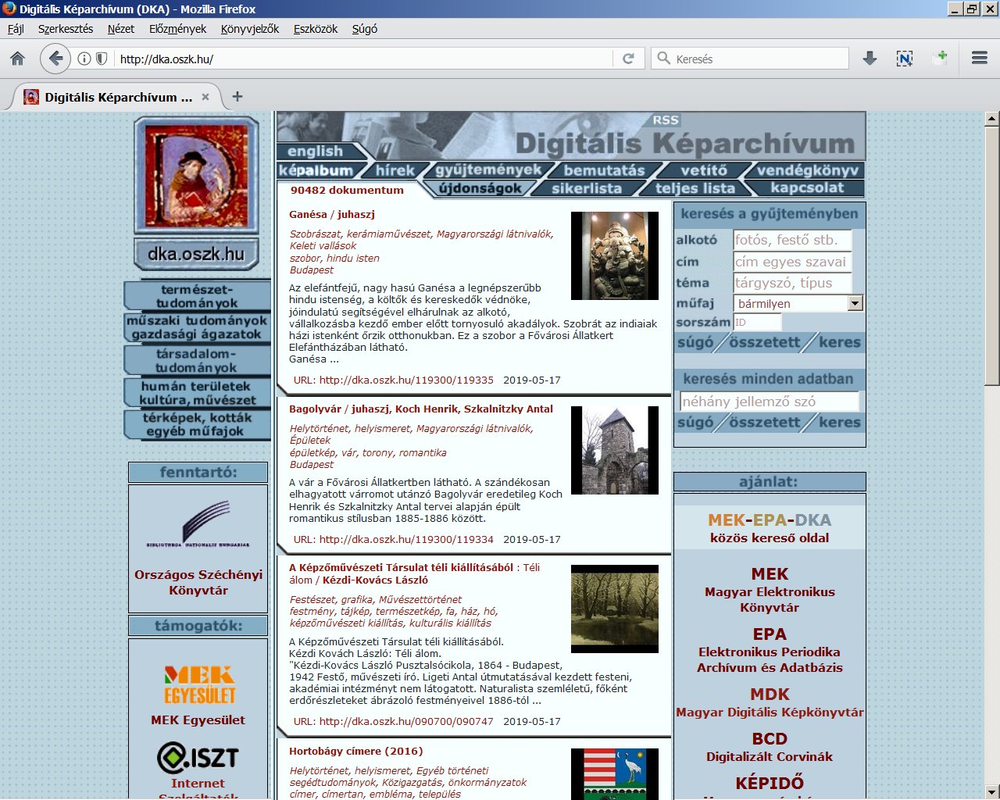 Digitális Képarchívum (DKA) - Mozilla Firefox
Fájl Szerkesztés Nézet Előzmények Könyvjelzők Eszközök Súgó
http://dka.oszk.hu/
Keresés
Digitális Képarchívum ...
dka.oszk.hu
természet-
tudományok
műszaki tudományok
gazdasági ágazatok
társadalom-
tudományok
humán területek
kultúra, művészet
térképek, kották
egyéb műfajok
fenntartó:
BIBLIOTHECA NATIONALIS HUNGARIAE
Országos Széchényi
Könyvtár
támogatók:
MEK
EGYESÜLET
MEK Egyesület
.ISZT
Internet
Szolgáltatók
RSS
Digitális Képarchívum
english
képalbum hírek gyűjtemények bemutatás vetítő vendégkönyv
újdonságok sikerlista teljes lista kapcsolat
90482 dokumentum
Ganésa / juhaszj
Szobrászat, kerámiaművészet, Magyarországi látnivalók,
Keleti vallások
szobor, hindu isten
Budapest
Az elefántfejű, nagy hasú Ganésa a legnépszerűbb
hindu istenség, a költők és kereskedők védnöke,
jóindulatú segítségével elhárulnak az alkotó,
vállalkozásba kezdő ember előtt tornyosuló akadályok. Szobrát az indiaiak
házi istenként őrzik otthonukban. Ez a szobor a Fővárosi Állatkert
Elefántházában látható.
Ganésa ...
URL: http://dka.oszk.hu/119300/119335 2019-05-17
Bagolyvár / juhaszj, Koch Henrik, Szkalnitzky Antal
Helytörténet, helyismeret, Magyarországi látnivalók,
Épületek
épületkép, vár, torony, romantika
Budapest
A vár a Fővárosi Állatkertben látható. A szándékosan
elhagyatott várromot utánzó Bagolyvár eredetileg Koch
Henrik és Szkalnitzky Antal tervei alapján épült
romantikus stílusban 1885-1886 között.
URL: http://dka.oszk.hu/119300/119334 2019-05-17
A Képzőművészeti Társulat téli kiállításából : Téli
álom / Kézdi-Kovács László
Festészet, grafika, Művészettörténet
festmény, tájkép, természetkép, fa, ház, hó,
képzőművészeti kiállítás, kulturális kiállítás
A Képzőművészeti Társulat téli kiállításából.
Kézdi Kovách László: Téli álom.
"Kézdi-Kovács László Pusztalsócikola, 1864 - Budapest,
1942 Festő, művészeti író. Ligeti Antal útmutatásával kezdett festeni,
akadémiai intézményt nem látogatott. Naturalista szemléletű, főként
erdőrészleteket ábrázoló festményeivel 1886-tól ...
URL: http://dka.oszk.hu/090700/090747 2019-05-17
Hortobágy címere (2016)
Helytörténet, helyismeret, Egyéb történeti
segédtudományok, Közigazgatás, önkormányzatok
címer, címertan, embléma, település
keresés a gyűjteményben
alkotó fotós, festő stb.
cím cím egyes szavai
téma tárgyszó, típus
műfaj bármilyen
sorszám ID
súgó összetett keres
keresés minden adatban
néhány jellemző szó
súgó összetett keres
ajánlat:
MEK-EPA-DKA
közös kereső oldal
MEK
Magyar Elektronikus
Könyvtár
EPA
Elektronikus Periodika
Archívum és Adatbázis
MDK
Magyar Digitális Képkönyvtár
BCD
Digitalizált Corvinák
KÉPIDŐ